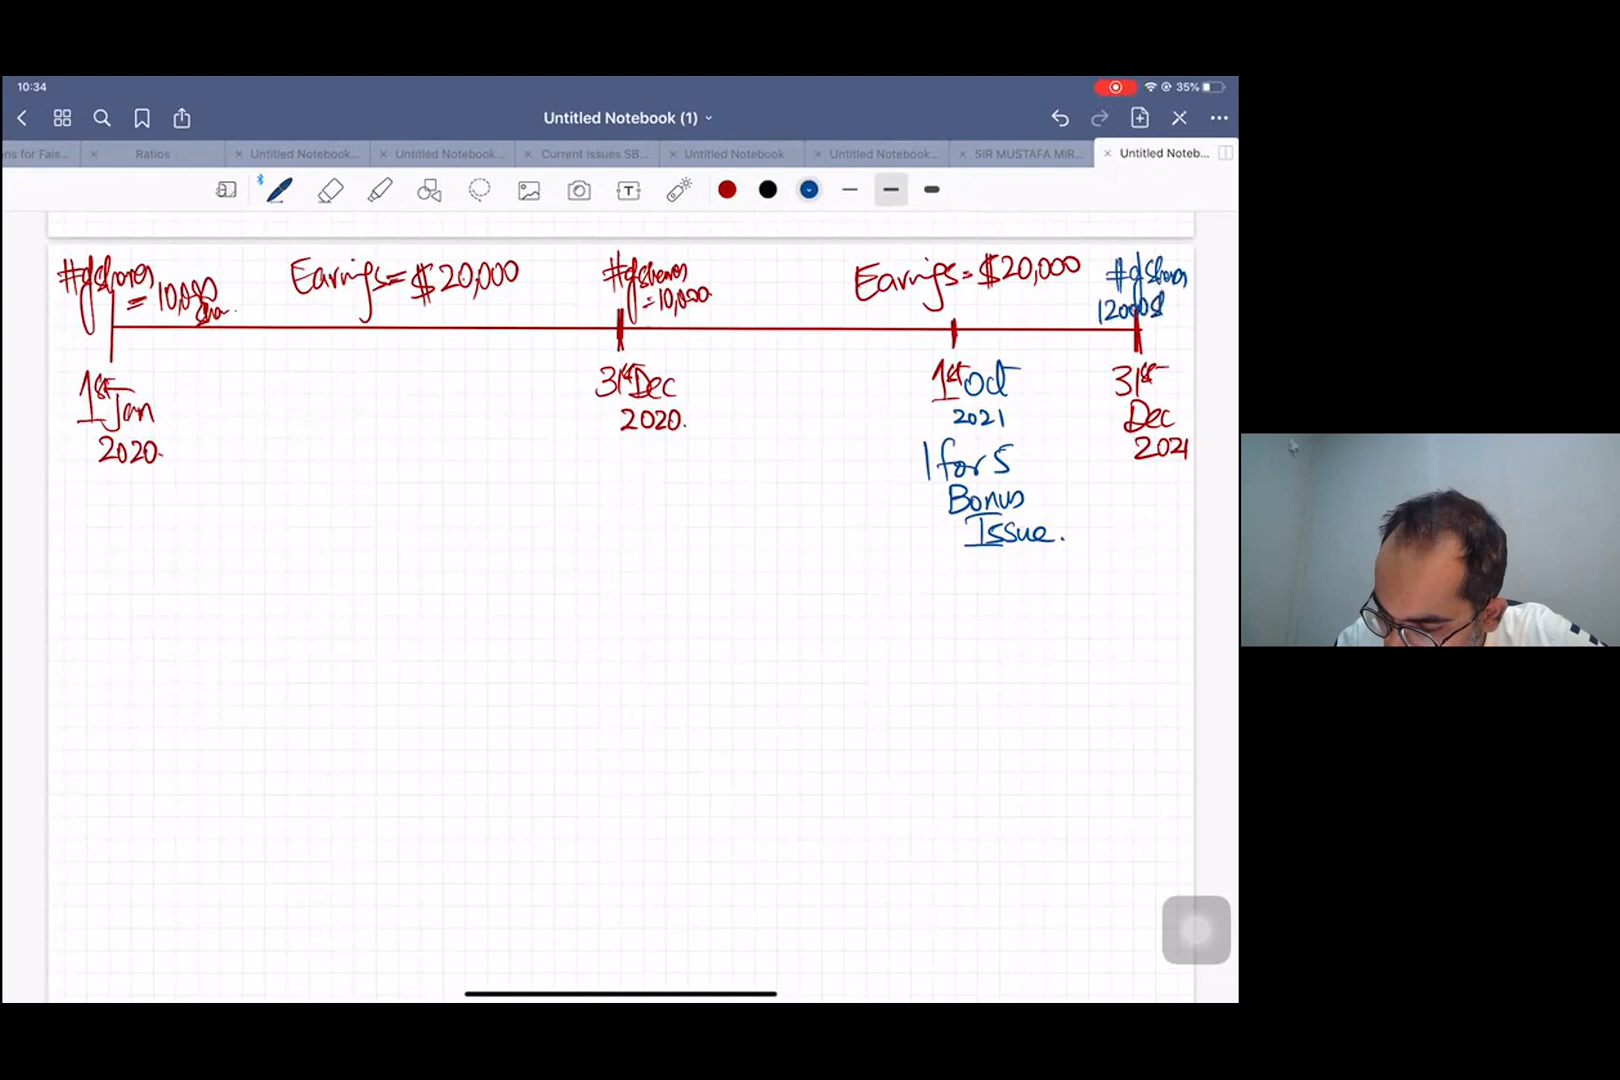 10:34
35%
Untitled Notebook (1)
ns for Fais...
Ratios
Untitled Notebook...
Untitled Notebook...
Current issues SB...
Untitled Notebook
Untitled Notebook...
SIR MUSTAFA MIR...
Untitled Noteb...
T
# of shares
= 10,000
Earnings = $20,000
# of shares
= 10,000.
Earnings = $20,000
# of shares
12000
1st Jan
2020.
31st Dec
2020.
1st Oct
2021
1 for 5
Bonus
Issue.
31st
Dec
2021